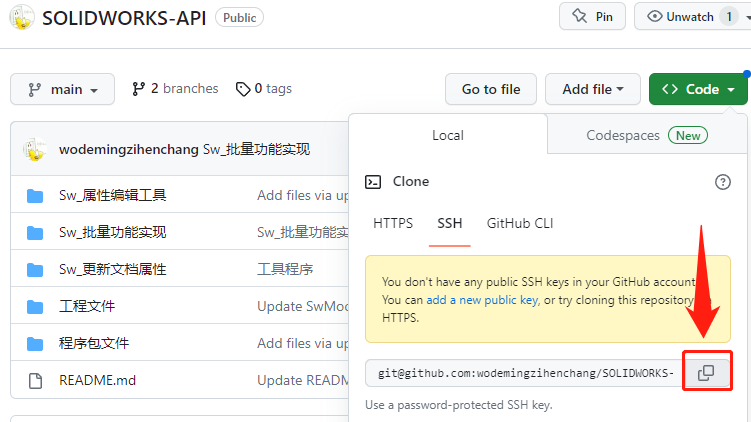 SOLIDWORKS-API Public Pin Unwatch 1
main 2 branches 0 tags Go to file Add file Code
Local Codespaces New
wodemingzihenchang Sw_批量功能实现
Clone
Sw_属性编辑工具 Add files via up
HTTPS SSH GitHub CLI
Sw_批量功能实现 Sw_批量功能实
Sw_更新文档属性 工具程序
You don't have any public SSH keys in your GitHub account.
You can add a new public key, or try cloning this repository
HTTPS.
工程文件 Update SwMod
程序包文件 Add files via up
README.md Update READM
git@github.com:wodemingzihenchang/SOLIDWORKS-
Use a password-protected SSH key.